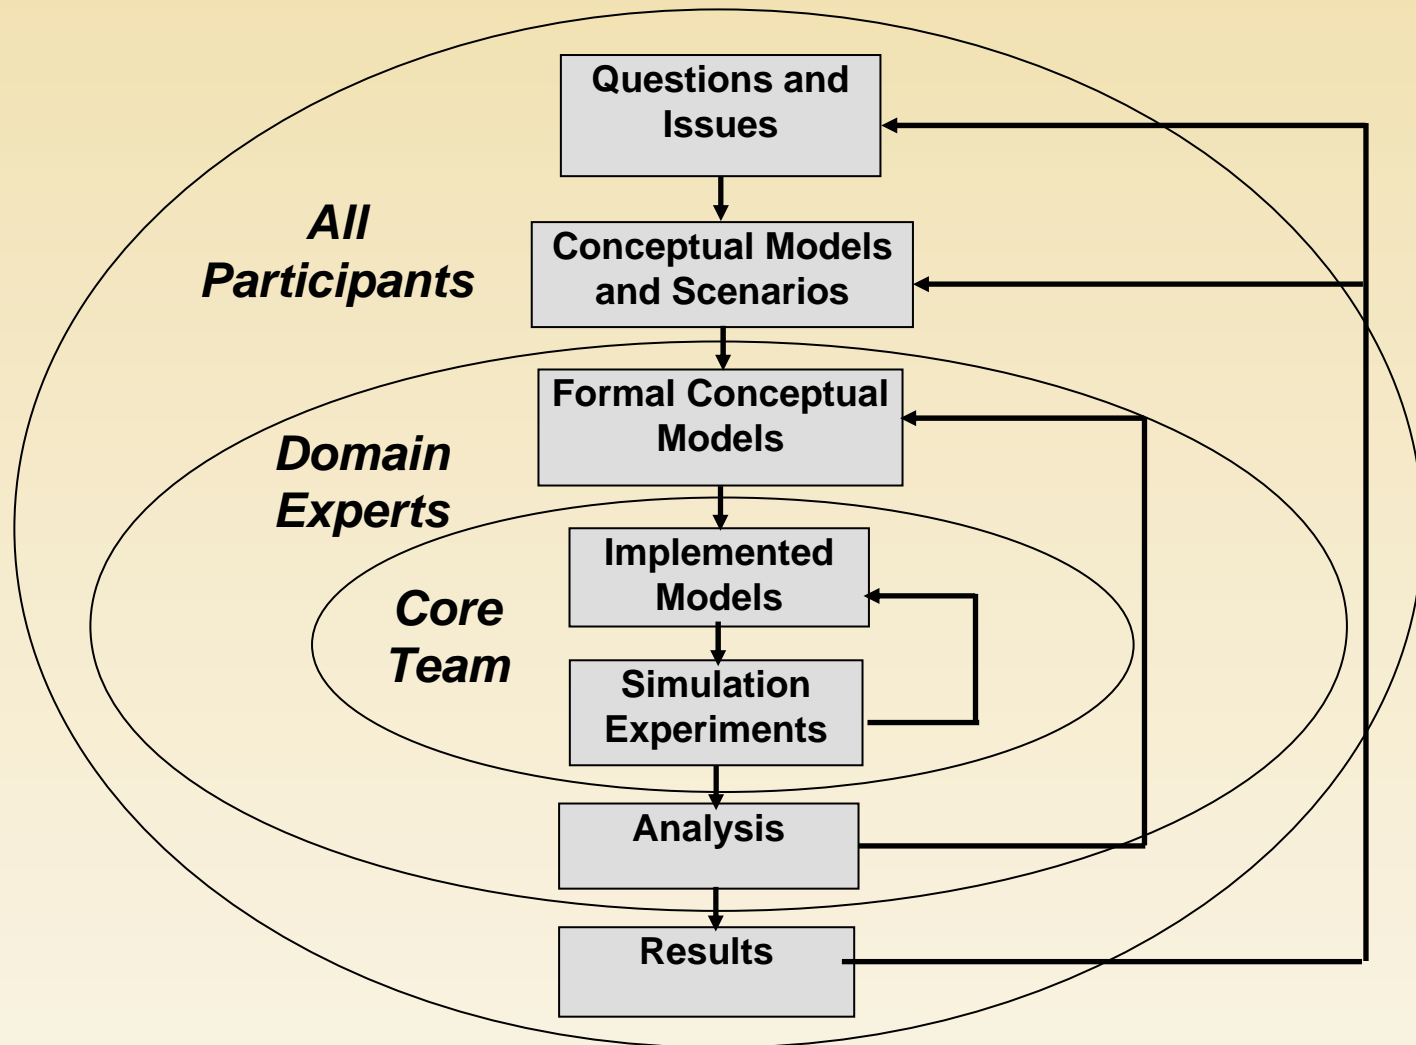 Questions and
Issues
All
Participants
Conceptual Models
and Scenarios
Formal Conceptual
Models
Domain
Experts
Implemented
Models
Core
Team
Simulation
Experiments
Analysis
Results